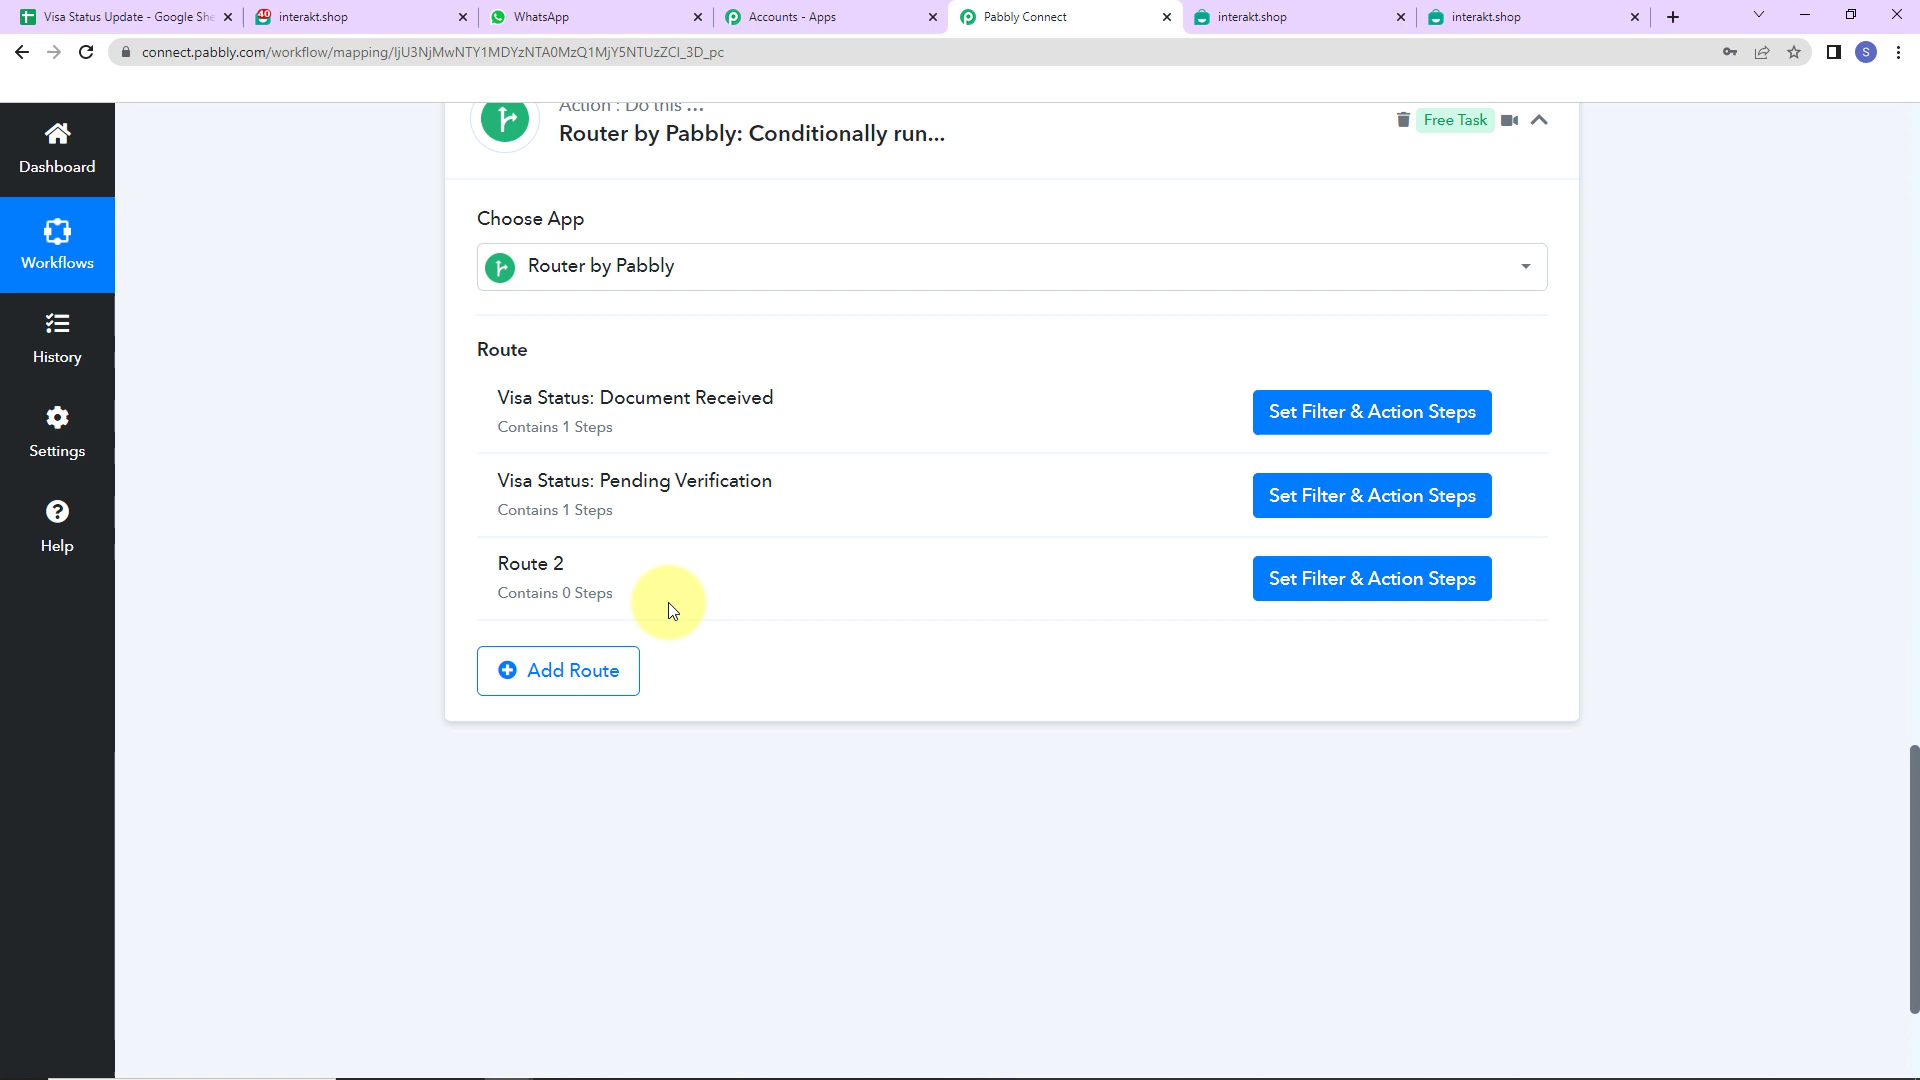 Visa Status Update - Google She
interakt.shop
WhatsApp
Accounts - Apps
Pabbly Connect
interakt.shop
interakt.shop
connect.pabbly.com/workflow/mapping/IjU3NjMwNTY1MDYzNTA0MzQ1MjY5NTUzZCI_3D_pc
S
Dashboard
Workflows
History
Settings
Help
Action : Do this ...
Router by Pabbly: Conditionally run...
Free Task
Choose App
Router by Pabbly
Route
Visa Status: Document Received
Contains 1 Steps
Set Filter & Action Steps
Visa Status: Pending Verification
Contains 1 Steps
Set Filter & Action Steps
Route 2
Contains 0 Steps
Set Filter & Action Steps
Add Route